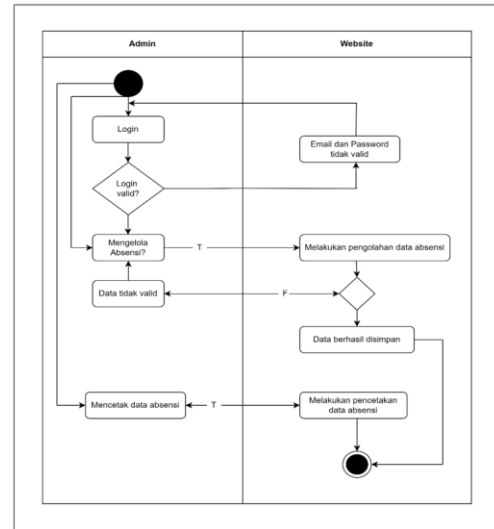 Admin
Website
Login
Email dan Password
tidak valid
Login
valid?
Mengelola
Absensi?
T
Melakukan pengolahan data absensi
Data tidak valid
F
Data berhasil disimpan
Mencetak data absensi
T
Melakukan pencetakan
data absensi